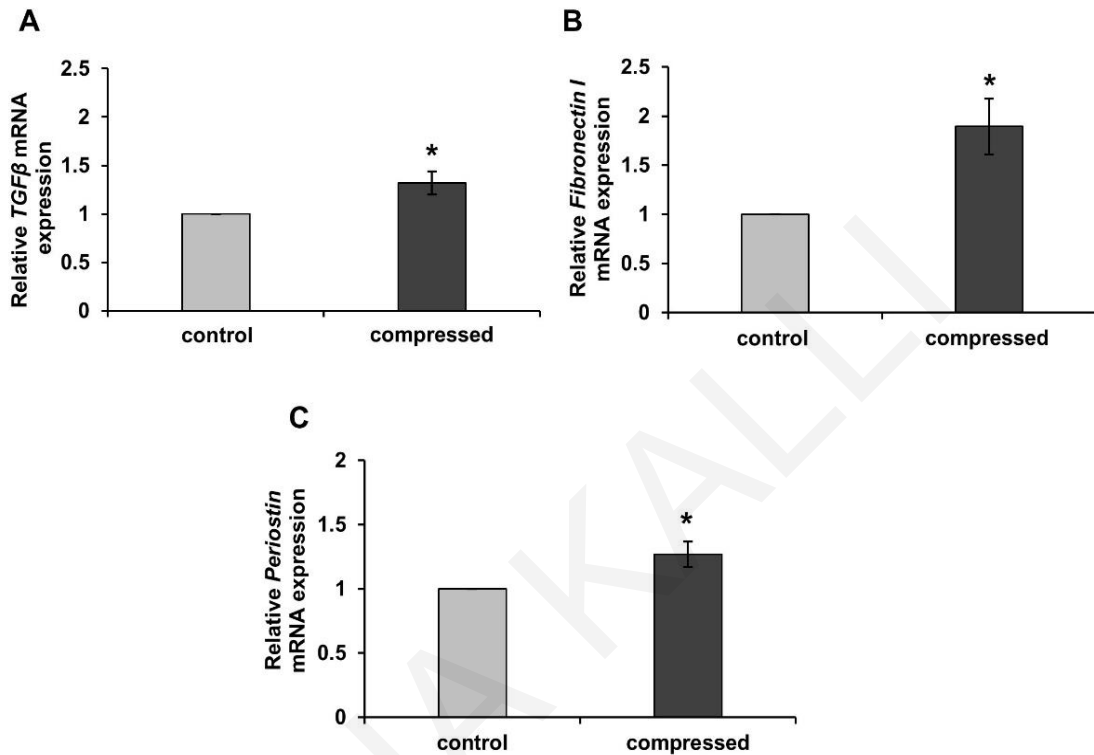 A
Relative TGFβ mRNA
expression
2.5
2
1.5
1
0.5
0
*
control
compressed
B
Relative Fibronectin I
mRNA expression
2.5
2
1.5
1
0.5
0
*
control
compressed
C
Relative Periostin
mRNA expression
2
1.5
1
0.5
0
*
control
compressed
IA KALLI